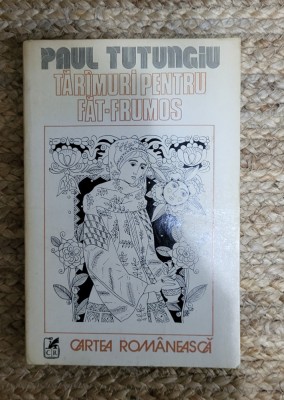 PAUL TUTUNGIU
TĂRÎMURI PENTRU
FĂT-FRUMOS
CR
CARTEA ROMÂNEASCĂ